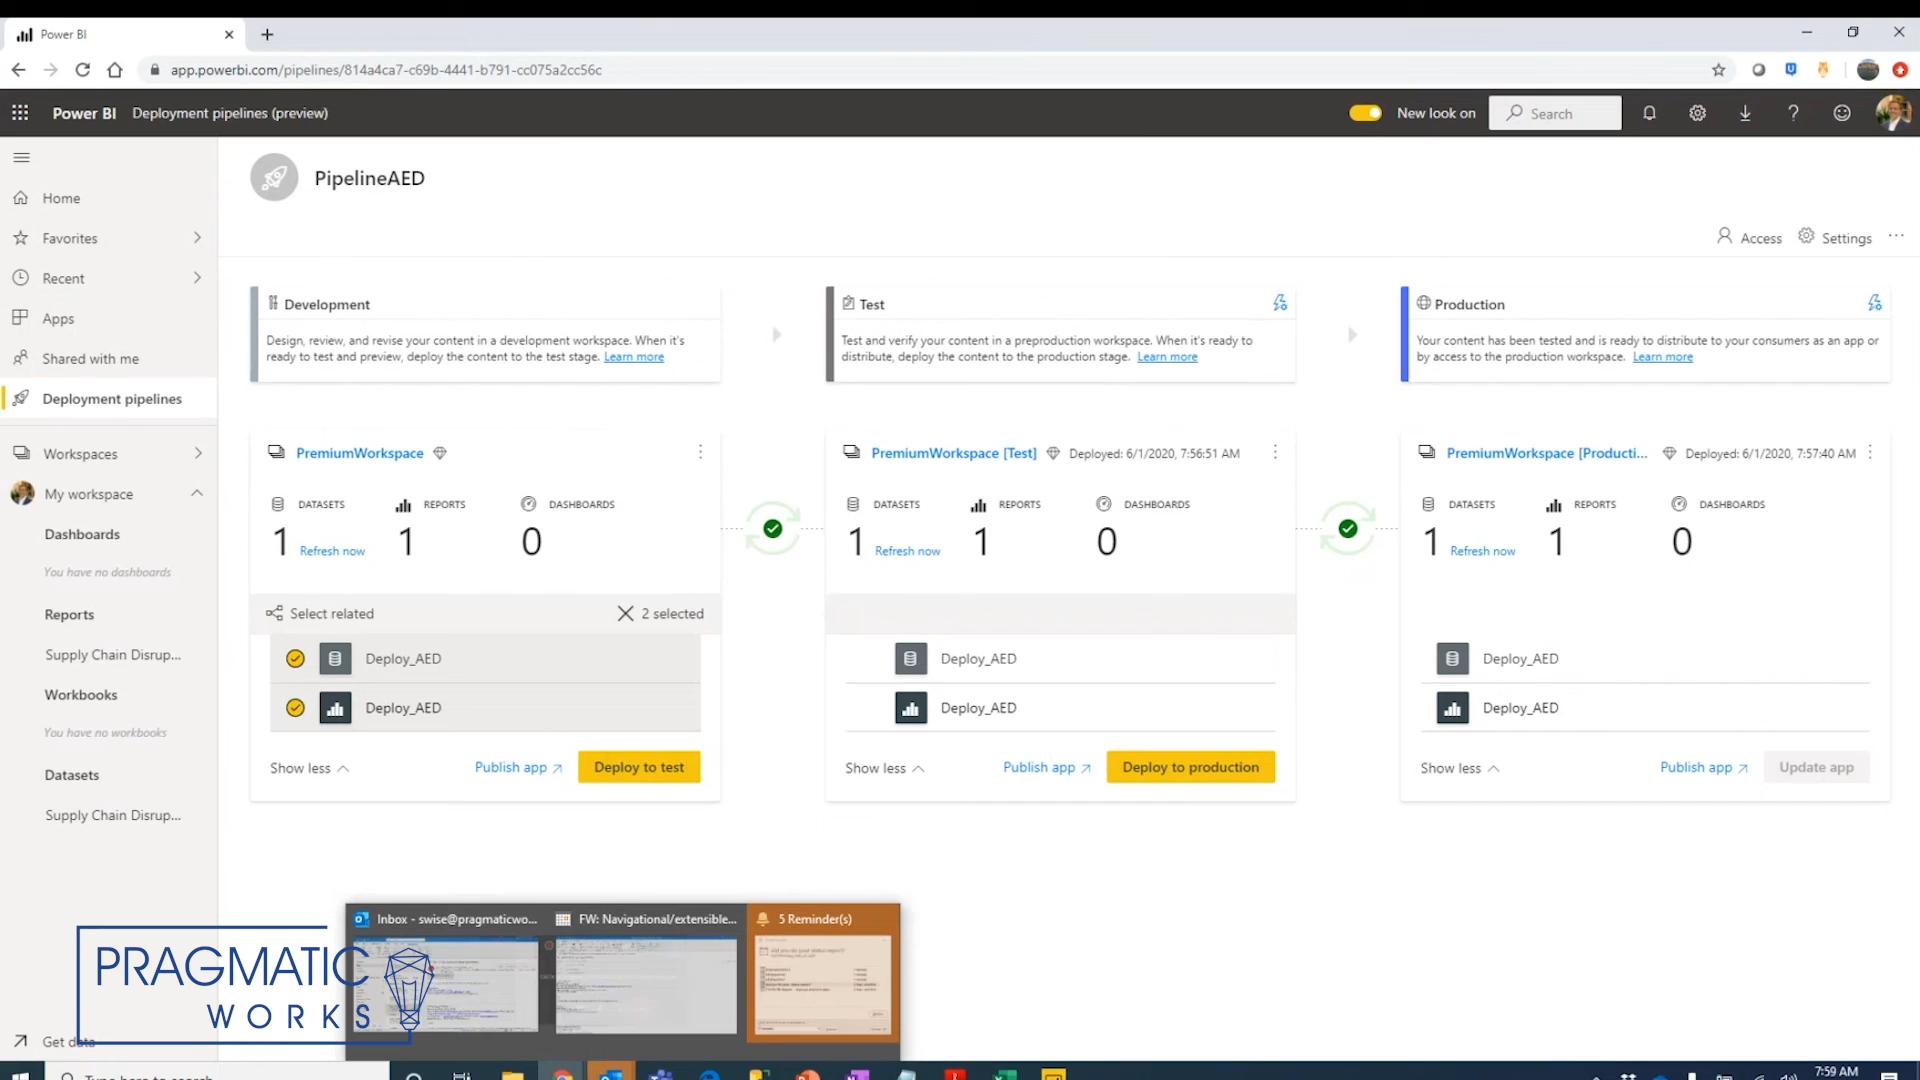 Power BI
app.powerbi.com/pipelines/814a4ca7-c69b-4441-b791-cc075a2cc56c
Power BI Deployment pipelines (preview) New look on Search
PipelineAED
Access Settings
Home
Favorites
Recent
Apps
Shared with me
Deployment pipelines
Workspaces
My workspace
Dashboards
You have no dashboards
Reports
Supply Chain Disrup...
Workbooks
You have no workbooks
Datasets
Supply Chain Disrup...
Get data
Development
Design, review, and revise your content in a development workspace. When it's
ready to test and preview, deploy the content to the test stage. Learn more
PremiumWorkspace
DATASETS REPORTS DASHBOARDS
1 Refresh now 1 0
Select related 2 selected
Deploy_AED
Deploy_AED
Show less Publish app Deploy to test
Test
Test and verify your content in a preproduction workspace. When it's ready to
distribute, deploy the content to the production stage. Learn more
PremiumWorkspace [Test] Deployed: 6/1/2020, 7:56:51 AM
DATASETS REPORTS DASHBOARDS
1 Refresh now 1 0
Deploy_AED
Deploy_AED
Show less Publish app Deploy to production
Production
Your content has been tested and is ready to distribute to your consumers as an app or
by access to the production workspace. Learn more
PremiumWorkspace [Producti... Deployed: 6/1/2020, 7:57:40 AM
DATASETS REPORTS DASHBOARDS
1 Refresh now 1 0
Deploy_AED
Deploy_AED
Show less Publish app Update app
Inbox - swise@pragmaticwo... FW: Navigational/extensible... 5 Reminder(s)
PRAGMATIC
WORKS
Type here to search
7:59 AM